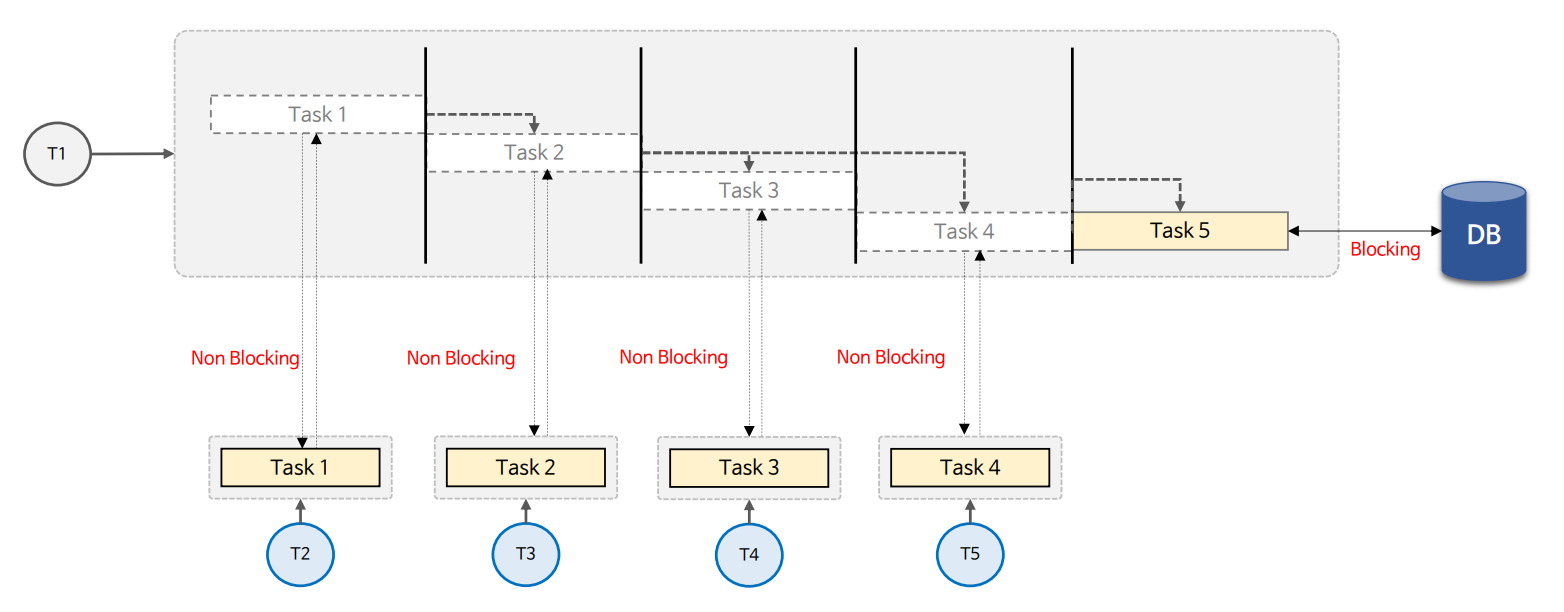 Task 1
T1
Task 2
Task 3
Task 4
Task 5
DB
Blocking
Non Blocking
Non Blocking
Non Blocking
Non Blocking
Task 1
Task 2
Task 3
Task 4
T2
T3
T4
T5